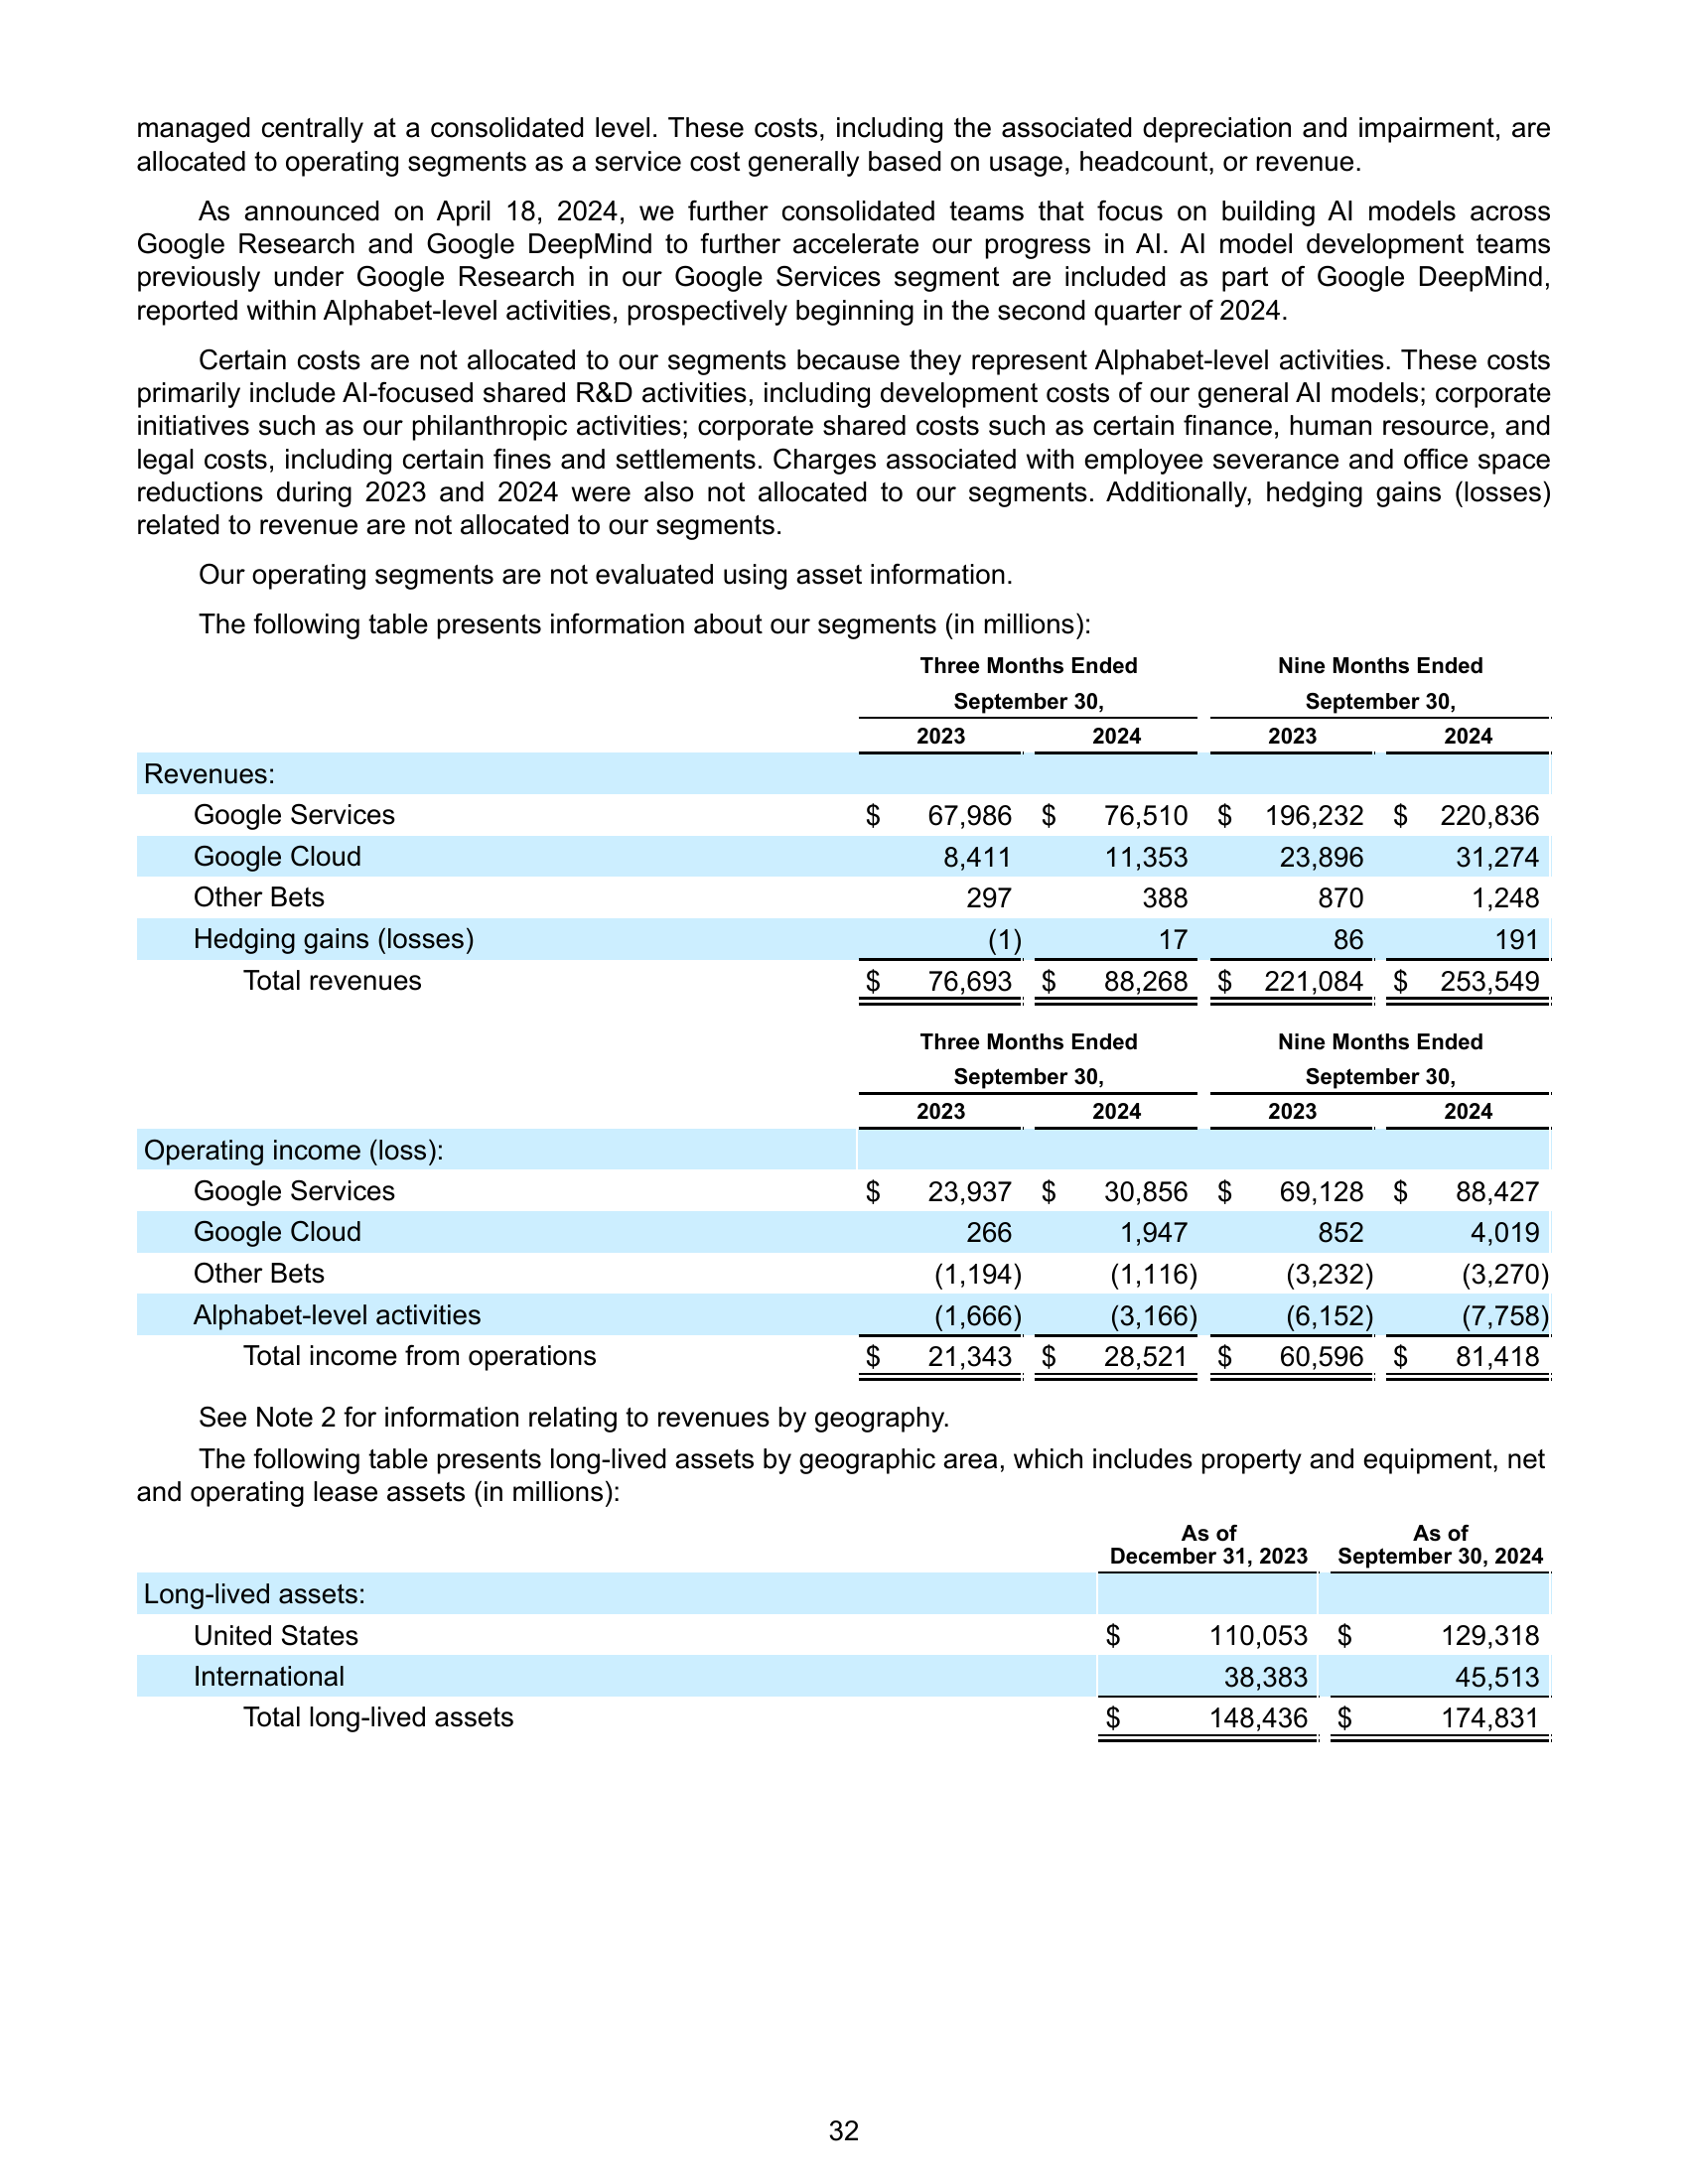 managed centrally at a consolidated level. These costs, including the associated depreciation and impairment, are
allocated to operating segments as a service cost generally based on usage, headcount, or revenue.
As announced on April 18, 2024, we further consolidated teams that focus on building AI models across
Google Research and Google DeepMind to further accelerate our progress in AI. AI model development teams
previously under Google Research in our Google Services segment are included as part of Google DeepMind,
reported within Alphabet-level activities, prospectively beginning in the second quarter of 2024.
Certain costs are not allocated to our segments because they represent Alphabet-level activities. These costs
primarily include AI-focused shared R&D activities, including development costs of our general AI models; corporate
initiatives such as our philanthropic activities; corporate shared costs such as certain finance, human resource, and
legal costs, including certain fines and settlements. Charges associated with employee severance and office space
reductions during 2023 and 2024 were also not allocated to our segments. Additionally, hedging gains (losses)
related to revenue are not allocated to our segments.
Our operating segments are not evaluated using asset information.
The following table presents information about our segments (in millions):
Three Months Ended Nine Months Ended
September 30, September 30,
2023 2024 2023 2024
Revenues:
Google Services $ 67,986 $ 76,510 $ 196,232 $ 220,836
Google Cloud 8,411 11,353 23,896 31,274
Other Bets 297 388 870 1,248
Hedging gains (losses) (1) 17 86 191
Total revenues $ 76,693 $ 88,268 $ 221,084 $ 253,549
Three Months Ended Nine Months Ended
September 30, September 30,
2023 2024 2023 2024
Operating income (loss):
Google Services $ 23,937 $ 30,856 $ 69,128 $ 88,427
Google Cloud 266 1,947 852 4,019
Other Bets (1,194) (1,116) (3,232) (3,270)
Alphabet-level activities (1,666) (3,166) (6,152) (7,758)
Total income from operations $ 21,343 $ 28,521 $ 60,596 $ 81,418
See Note 2 for information relating to revenues by geography.
The following table presents long-lived assets by geographic area, which includes property and equipment, net
and operating lease assets (in millions):
As of As of
December 31, 2023 September 30, 2024
Long-lived assets:
United States $ 110,053 $ 129,318
International 38,383 45,513
Total long-lived assets $ 148,436 $ 174,831
32